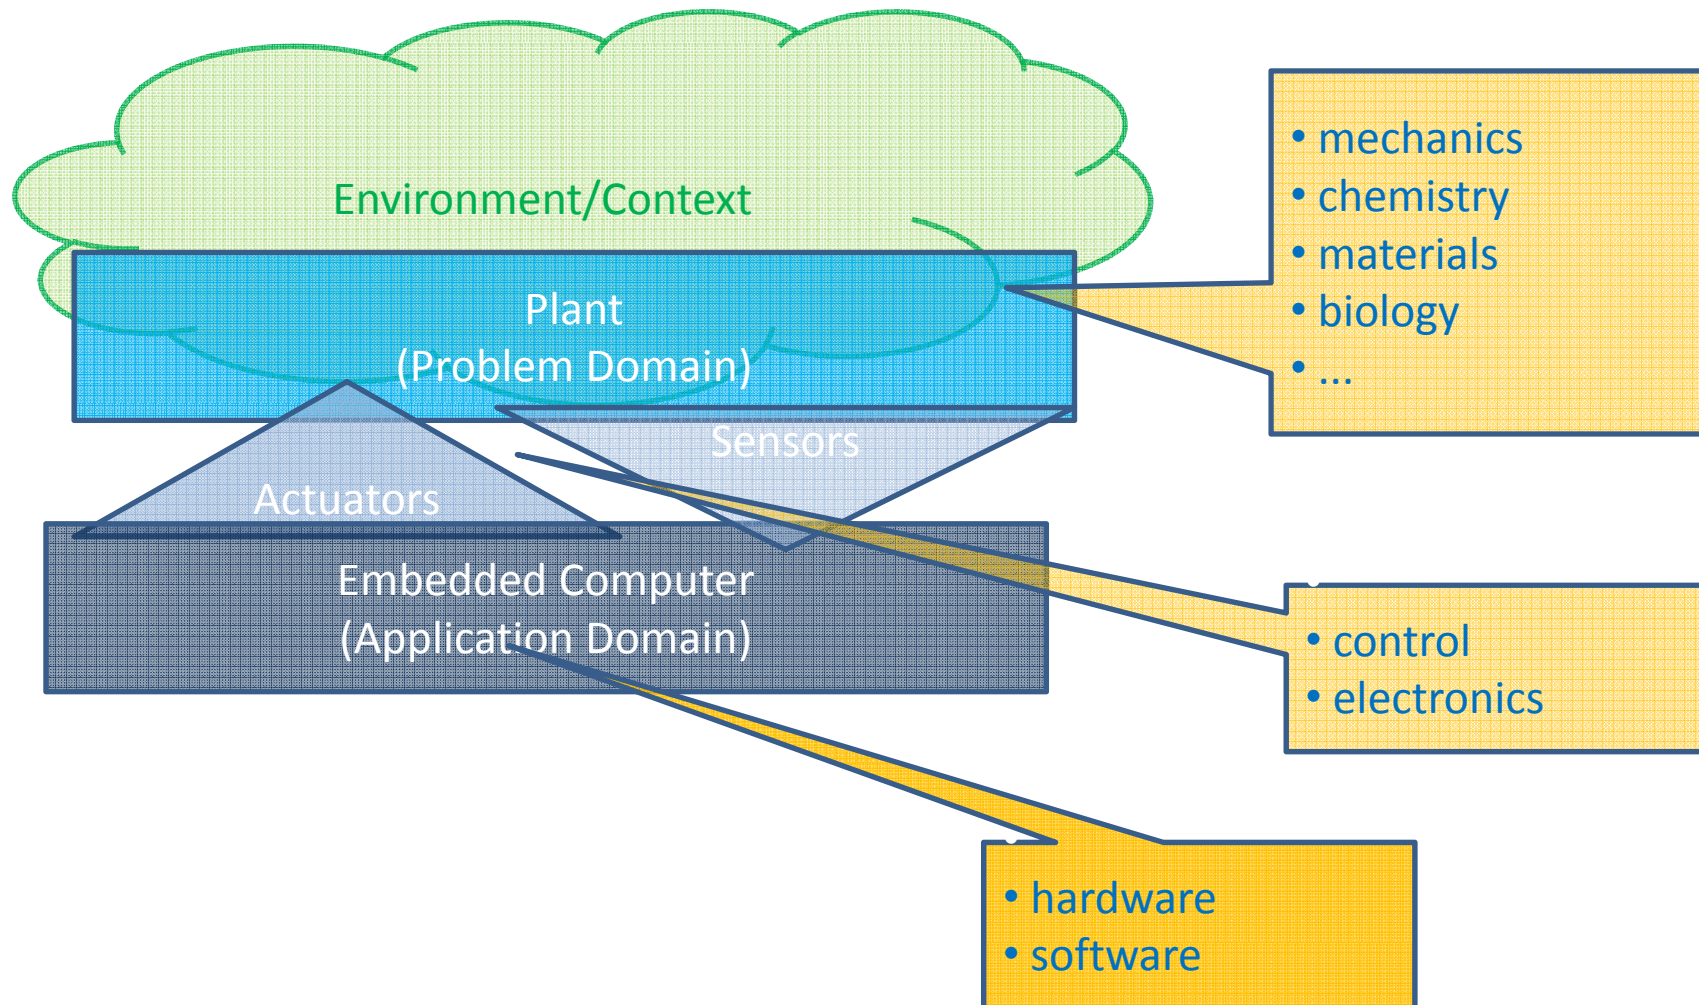 Environment/Context
Plant
(Problem Domain)
Sensors
Actuators
Embedded Computer
(Application Domain)
• mechanics
• chemistry
• materials
• biology
• ...
• control
• electronics
• hardware
• software